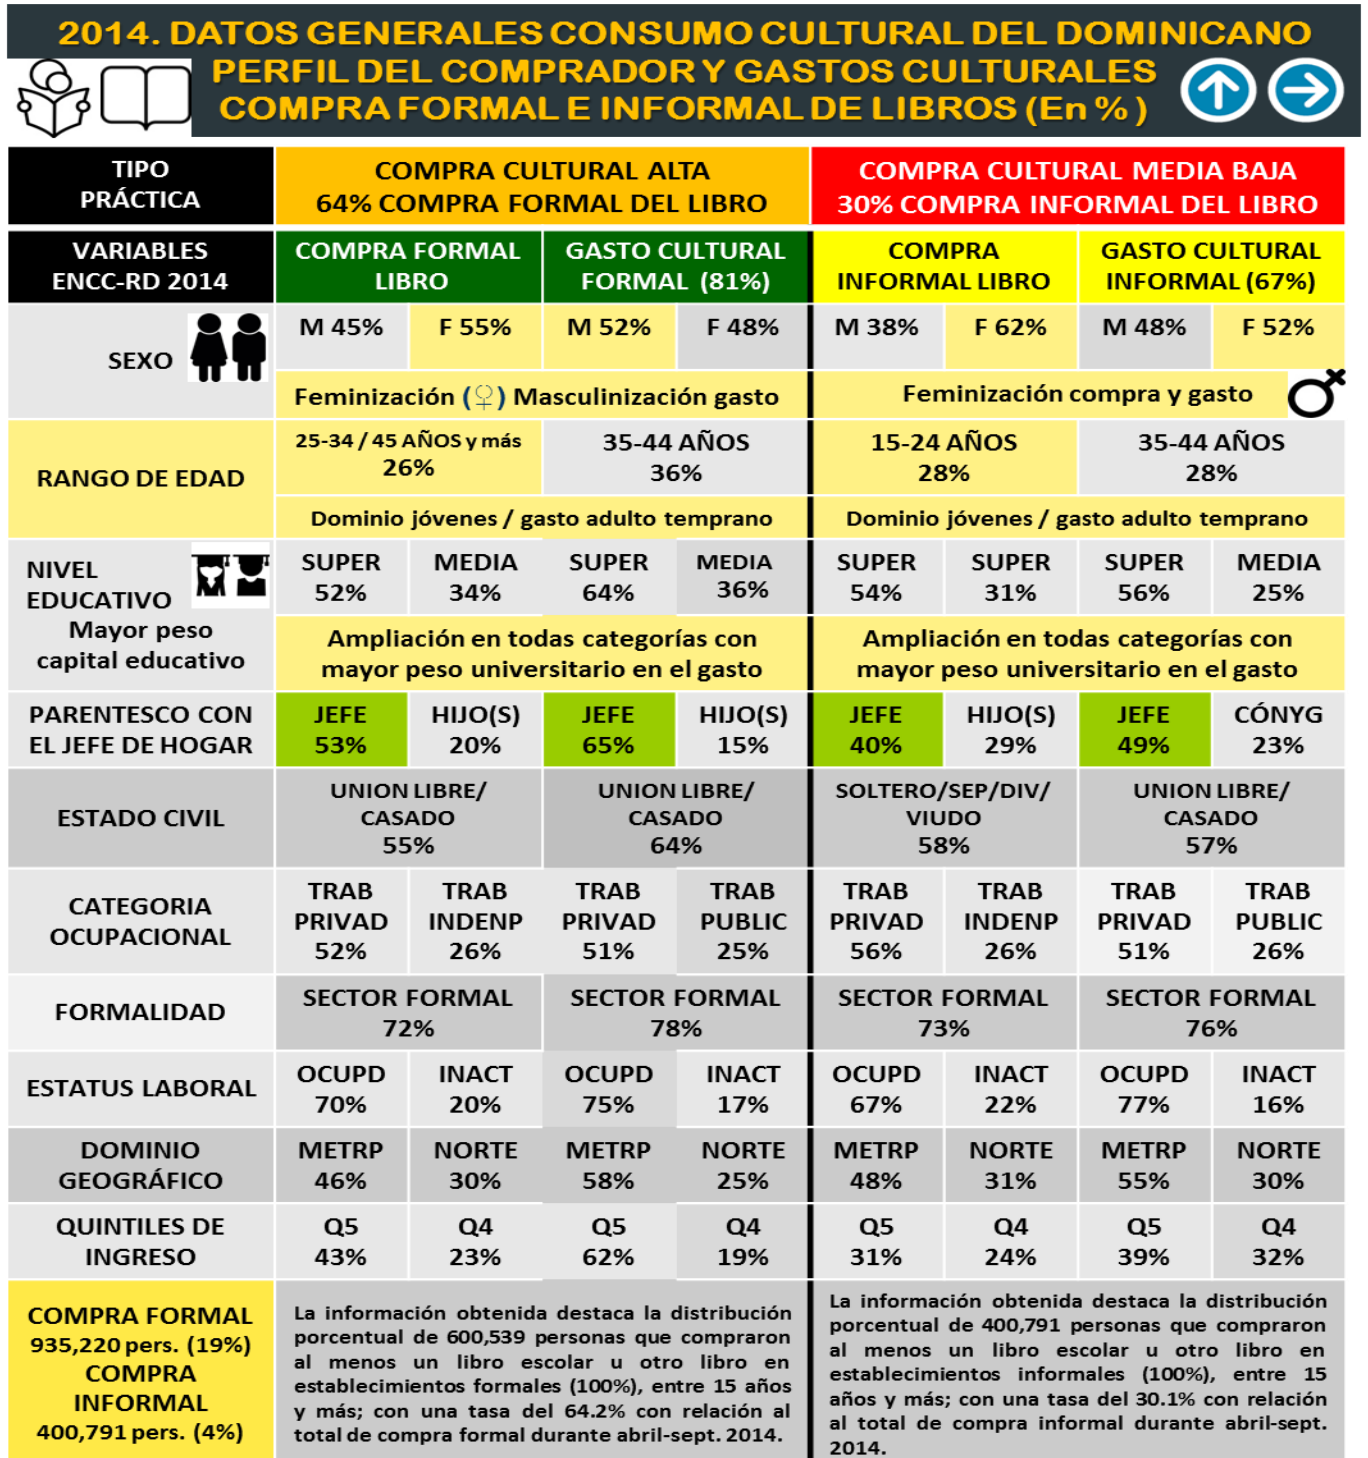 2014. DATOS GENERALES CONSUMO CULTURAL DEL DOMINICANO
PERFIL DEL COMPRADOR Y GASTOS CULTURALES
COMPRA FORMAL E INFORMAL DE LIBROS (En % )
TIPO
PRÁCTICA
COMPRA CULTURAL ALTA
64% COMPRA FORMAL DEL LIBRO
COMPRA CULTURAL MEDIA BAJA
30% COMPRA INFORMAL DEL LIBRO
VARIABLES
ENCC-RD 2014
COMPRA FORMAL
LIBRO
GASTO CULTURAL
FORMAL (81%)
COMPRA
INFORMAL LIBRO
GASTO CULTURAL
INFORMAL (67%)
SEXO
M 45%
F 55%
M 52%
F 48%
M 38%
F 62%
M 48%
F 52%
Feminización (♀) Masculinización gasto
Feminización compra y gasto
RANGO DE EDAD
25-34 / 45 AÑOS y más
26%
35-44 AÑOS
36%
15-24 AÑOS
28%
35-44 AÑOS
28%
Dominio jóvenes / gasto adulto temprano
Dominio jóvenes / gasto adulto temprano
NIVEL
EDUCATIVO
Mayor peso
capital educativo
SUPER
52%
MEDIA
34%
SUPER
64%
MEDIA
36%
SUPER
54%
SUPER
31%
SUPER
56%
MEDIA
25%
Ampliación en todas categorías con
mayor peso universitario en el gasto
Ampliación en todas categorías con
mayor peso universitario en el gasto
PARENTESCO CON
EL JEFE DE HOGAR
JEFE
53%
HIJO(S)
20%
JEFE
65%
HIJO(S)
15%
JEFE
40%
HIJO(S)
29%
JEFE
49%
CÓNYG
23%
ESTADO CIVIL
UNION LIBRE/
CASADO
55%
UNION LIBRE/
CASADO
64%
SOLTERO/SEP/DIV/
VIUDO
58%
UNION LIBRE/
CASADO
57%
CATEGORIA
OCUPACIONAL
TRAB
PRIVAD
52%
TRAB
INDENP
26%
TRAB
PRIVAD
51%
TRAB
PUBLIC
25%
TRAB
PRIVAD
56%
TRAB
INDENP
26%
TRAB
PRIVAD
51%
TRAB
PUBLIC
26%
FORMALIDAD
SECTOR FORMAL
72%
SECTOR FORMAL
78%
SECTOR FORMAL
73%
SECTOR FORMAL
76%
ESTATUS LABORAL
OCUPD
70%
INACT
20%
OCUPD
75%
INACT
17%
OCUPD
67%
INACT
22%
OCUPD
77%
INACT
16%
DOMINIO
GEOGRÁFICO
METRP
46%
NORTE
30%
METRP
58%
NORTE
25%
METRP
48%
NORTE
31%
METRP
55%
NORTE
30%
QUINTILES DE
INGRESO
Q5
43%
Q4
23%
Q5
62%
Q4
19%
Q5
31%
Q4
24%
Q5
39%
Q4
32%
COMPRA FORMAL
935,220 pers. (19%)
COMPRA
INFORMAL
400,791 pers. (4%)
La información obtenida destaca la distribución
porcentual de 600,539 personas que compraron
al menos un libro escolar u otro libro en
establecimientos formales (100%), entre 15 años
y más; con una tasa del 64.2% con relación al
total de compra formal durante abril-sept. 2014.
La información obtenida destaca la distribución
porcentual de 400,791 personas que compraron
al menos un libro escolar u otro libro en
establecimientos informales (100%), entre 15
años y más; con una tasa del 30.1% con relación
al total de compra informal durante abril-sept.
2014.